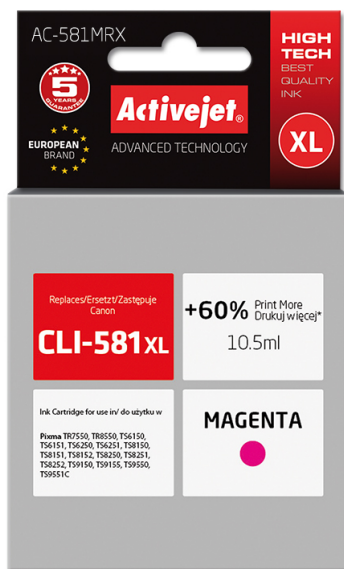 AC-581MRX
HIGH
TECH
BEST
QUALITY
INK
5
YEARS
GUARANTEE
Activejet®
EUROPEAN
BRAND
ADVANCED TECHNOLOGY
XL
Replaces/Ersetzt/Zastępuje
Canon
CLI-581XL
+60% Print More
Drukuj więcej*
10.5ml
Ink Cartridge for use in/ do użytku w
Pixma TR7550, TR8550, TS6150,
TS6151, TS6250, TS6251, TS8150,
TS8151, TS8152, TS8250, TS8251,
TS8252, TS9150, TS9155, TS9550,
TS9551C
MAGENTA